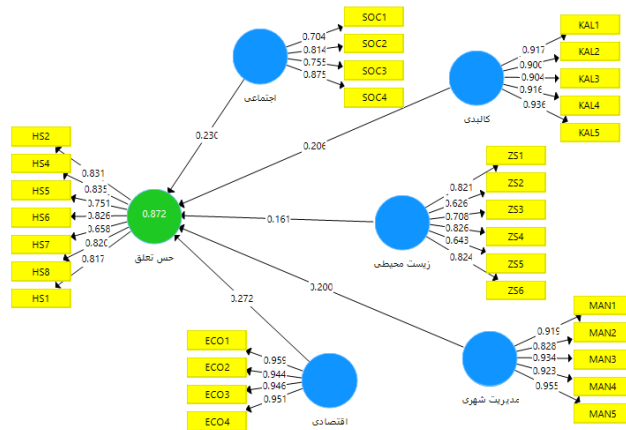 SOC1
SOC2
SOC3
SOC4
0.704
0.814
0.755
0.875
اجتماعی
KAL1
KAL2
KAL3
KAL4
KAL5
0.917
0.900
0.904
0.916
0.936
کالبدی
0.230
0.206
HS2
HS4
HS5
HS6
HS7
HS8
HS1
0.831
0.835
0.751
0.826
0.658
0.820
0.817
0.872
حس تعلق
0.161
ZS1
ZS2
ZS3
ZS4
ZS5
ZS6
0.821
0.626
0.708
0.826
0.643
0.824
زیست محیطی
0.272
0.200
ECO1
ECO2
ECO3
ECO4
0.959
0.944
0.946
0.951
اقتصادی
MAN1
MAN2
MAN3
MAN4
MAN5
0.919
0.828
0.934
0.923
0.955
مدیریت شهری